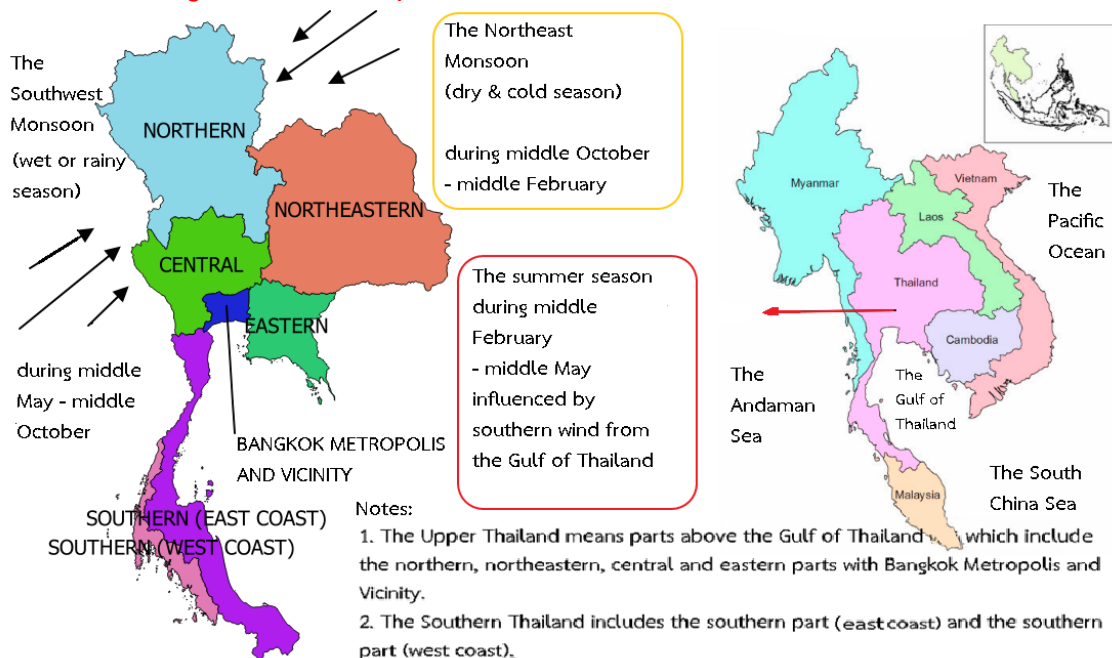 The
Southwest
Monsoon
(wet or rainy
season)
during middle
May - middle
October
NORTHERN
NORTHEASTERN
CENTRAL
EASTERN
BANGKOK METROPOLIS
AND VICINITY
SOUTHERN (EAST COAST)
SOUTHERN (WEST COAST)
The Northeast
Monsoon
(dry & cold season)
during middle October
- middle February
The summer season
during middle
February
- middle May
influenced by
southern wind from
the Gulf of Thailand
Myanmar
Vietnam
Laos
Thailand
Cambodia
Malaysia
The
Pacific
Ocean
The
Andaman
Sea
The
Gulf of
Thailand
The South
China Sea
Notes:
1. The Upper Thailand means parts above the Gulf of Thailand which include
the northern, northeastern, central and eastern parts with Bangkok Metropolis and
Vicinity.
2. The Southern Thailand includes the southern part (east coast) and the southern
part (west coast).